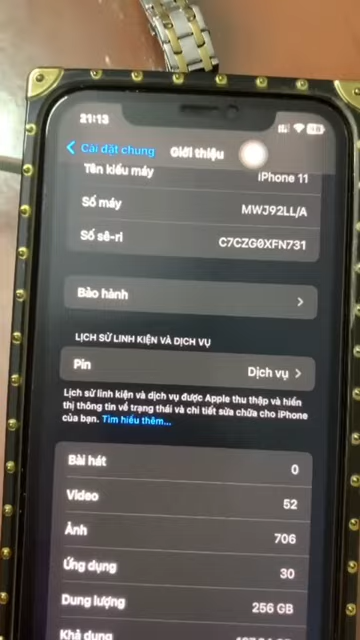 21:13
58
Cài đặt chung Giới thiệu
Tên kiểu máy iPhone 11
Số máy MWJ92LL/A
Số sê-ri C7CZG0XFN731
Bảo hành
LỊCH SỬ LINH KIỆN VÀ DỊCH VỤ
Pin Dịch vụ
Lịch sử linh kiện và dịch vụ được Apple thu thập và hiển
thị thông tin về trạng thái và chi tiết sửa chữa cho iPhone
của bạn. Tìm hiểu thêm...
Bài hát 0
Video 52
Ảnh 706
Ứng dụng 30
Dung lượng 256 GB
Khả dụng